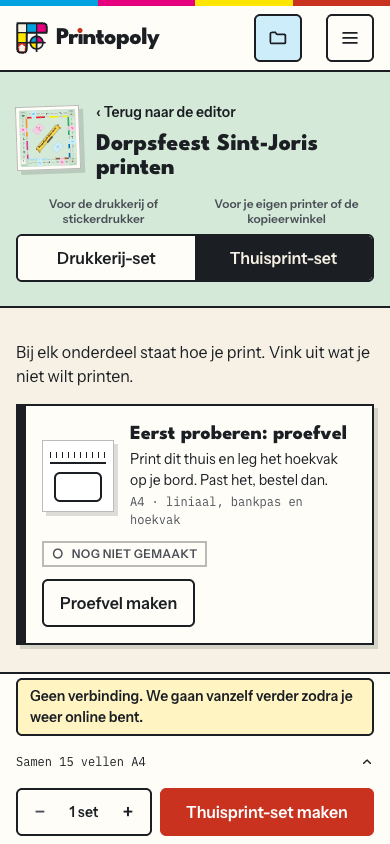 Printopoly
‹ Terug naar de editor
Dorpsfeest Sint-Joris
printen
Voor de drukkerij of
stickerdrukker
Voor je eigen printer of de
kopieerwinkel
Drukkerij-set
Thuisprint-set
Bij elk onderdeel staat hoe je print. Vink uit wat je
niet wilt printen.
Eerst proberen: proefvel
Print dit thuis en leg het hoekvak
op je bord. Past het, bestel dan.
A4 · liniaal, bankpas en
hoekvak
NOG NIET GEMAAKT
Proefvel maken
Geen verbinding. We gaan vanzelf verder zodra je
weer online bent.
Samen 15 vellen A4
− 1 set +
Thuisprint-set maken